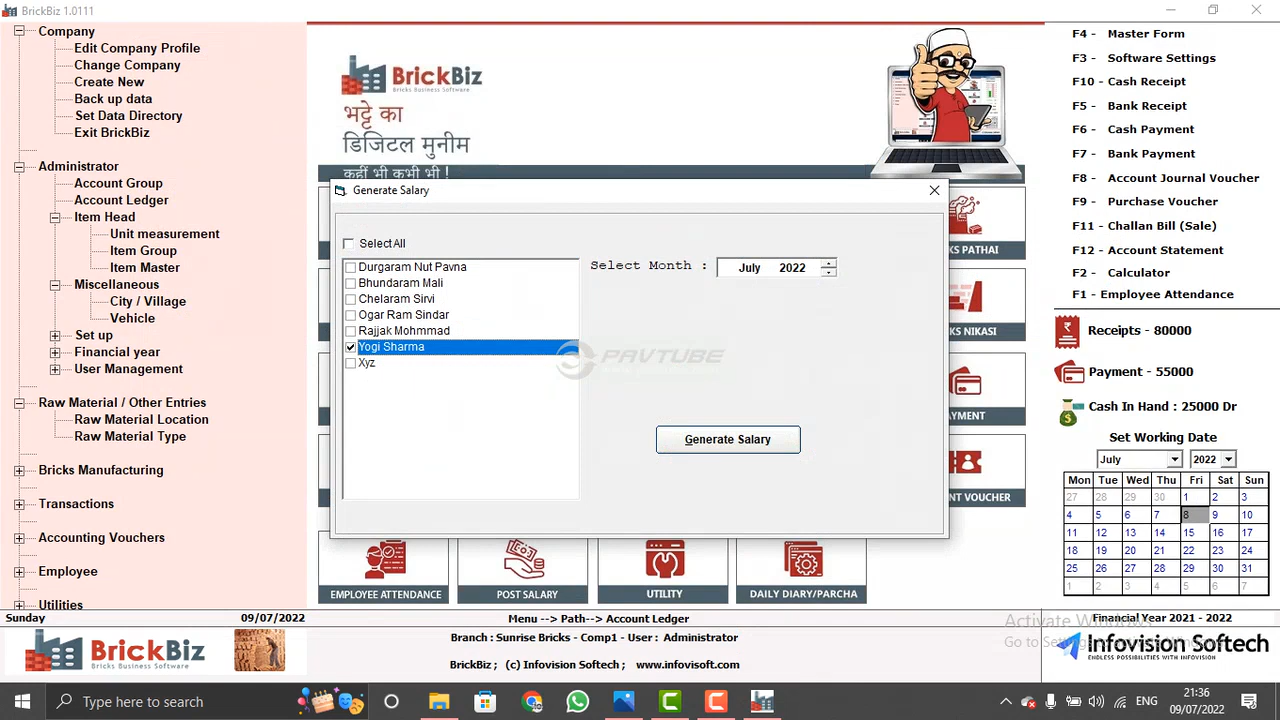 BrickBiz 1.0111
Company
Edit Company Profile
Change Company
Create New
Back up data
Set Data Directory
Exit BrickBiz
Administrator
Account Group
Account Ledger
Item Head
Unit measurement
Item Group
Item Master
Miscellaneous
City / Village
Vehicle
Set up
Financial year
User Management
Raw Material / Other Entries
Raw Material Location
Raw Material Type
Bricks Manufacturing
Transactions
Accounting Vouchers
Employee
Utilities
BrickBiz
Bricks Business Software
भट्टे का
डिजिटल मुनीम
कहीं भी कभी भी !
Generate Salary
Select All
Durgaram Nut Pavna
Bhundaram Mali
Chelaram Sirvi
Ogar Ram Sindar
Rajjak Mohmmad
Yogi Sharma
Xyz
Select Month :
July 2022
PAVTUBE
Generate Salary
KS PATHAI
KS NIKASI
YMENT
NT VOUCHER
EMPLOYEE ATTENDANCE
POST SALARY
UTILITY
DAILY DIARY/PARCHA
F4 - Master Form
F3 - Software Settings
F10 - Cash Receipt
F5 - Bank Receipt
F6 - Cash Payment
F7 - Bank Payment
F8 - Account Journal Voucher
F9 - Purchase Voucher
F11 - Challan Bill (Sale)
F12 - Account Statement
F2 - Calculator
F1 - Employee Attendance
Receipts - 80000
Payment - 55000
Cash In Hand : 25000 Dr
Set Working Date
July 2022
Mon Tue Wed Thu Fri Sat Sun
27 28 29 30 1 2 3
4 5 6 7 8 9 10
11 12 13 14 15 16 17
18 19 20 21 22 23 24
25 26 27 28 29 30 31
1 2 3 4 5 6 7
Sunday 09/07/2022
Menu --> Path--> Account Ledger
Financial Year 2021 - 2022
Activate Windows
BrickBiz
Bricks Business Software
Branch : Sunrise Bricks - Comp1 - User : Administrator
BrickBiz ; (c) Infovision Softech ; www.infovisoft.com
Infovision Softech
ENDLESS POSSIBILITIES WITH INFOVISION
Type here to search
ENG
21:36
09/07/2022